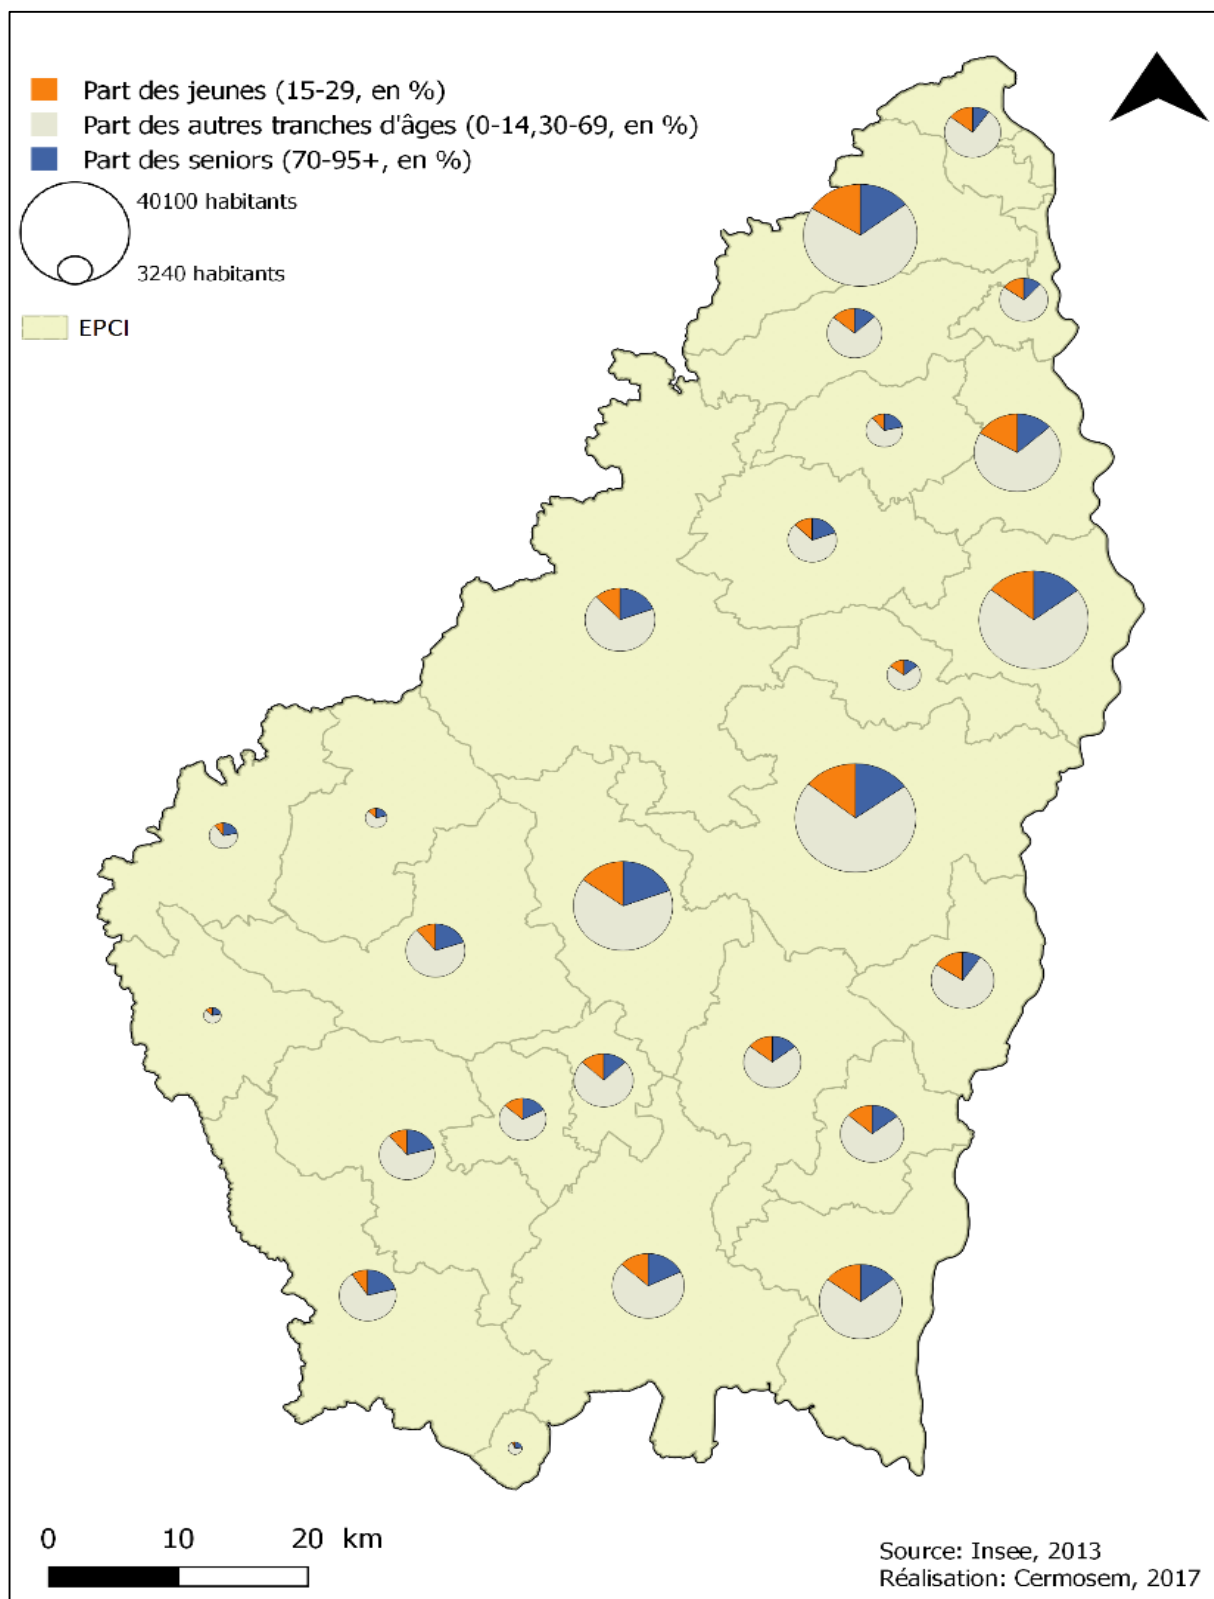 Part des jeunes (15-29, en %)
Part des autres tranches d'âges (0-14,30-69, en %)
Part des seniors (70-95+, en %)
40100 habitants
3240 habitants
EPCI
0 10 20 km
Source: Insee, 2013
Réalisation: Cermosem, 2017